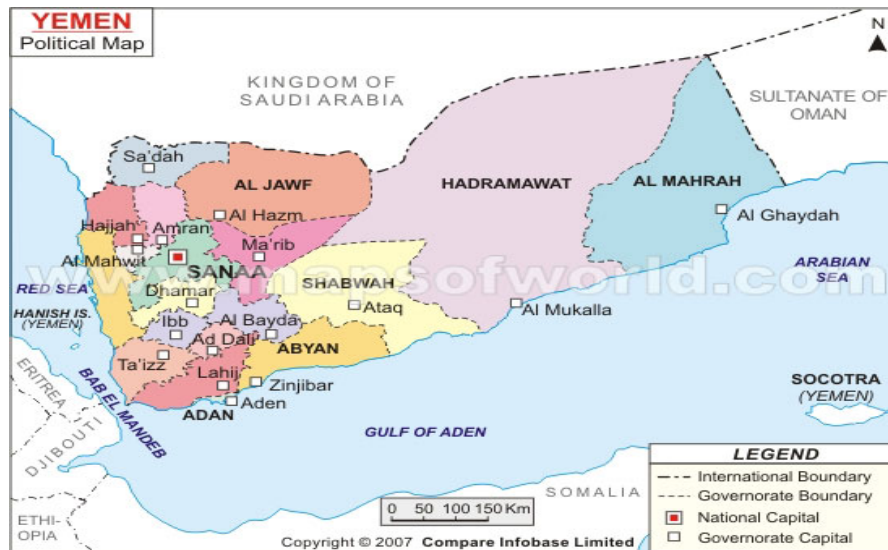 YEMEN
Political Map
N
KINGDOM OF
SAUDI ARABIA
SULTANATE OF
OMAN
Sa'dah
AL JAWF
HADRAMAWAT
AL MAHRAH
Al Hazm
Al Ghaydah
Hajjah
Amran
Ma'rib
Al Mahwit
SANAA
www.mapsofworld.com
ARABIAN
SEA
RED SEA
SHABWAH
Dhamar
HANISH IS.
(YEMEN)
Ataq
Al Mukalla
Ibb
Al Bayda
Ad Dali
ABYAN
Ta'izz
Lahij
Zinjibar
Aden
ADAN
ERITREA
BAB EL MANDEB
DJIBOUTI
SOCOTRA
(YEMEN)
GULF OF ADEN
SOMALIA
ETHI-
OPIA
LEGEND
International Boundary
Governorate Boundary
National Capital
Governorate Capital
0 50 100 150 Km
Copyright © 2007 Compare Infobase Limited